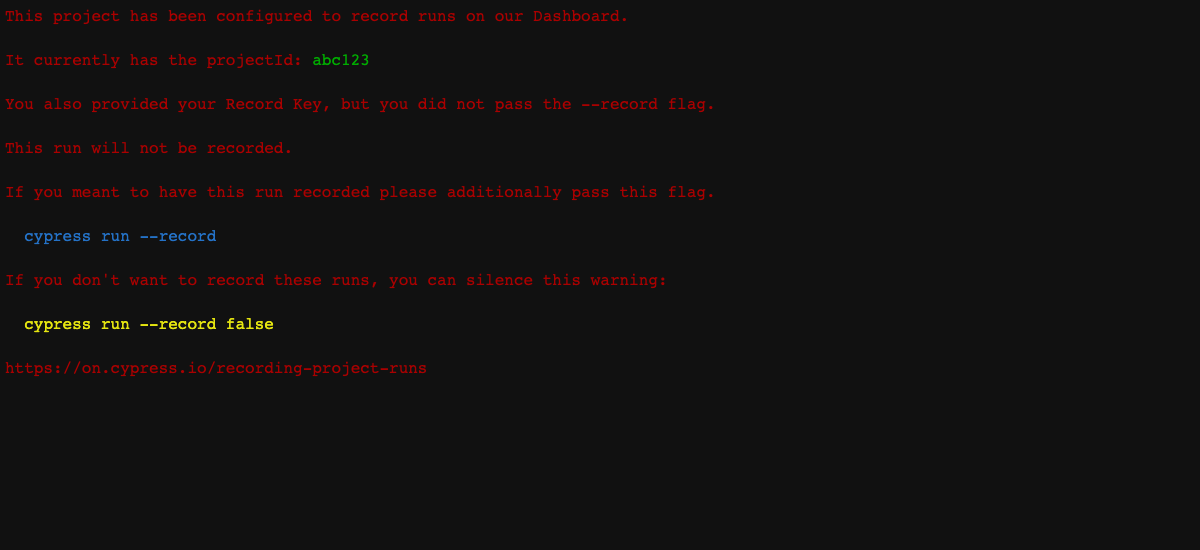 This project has been configured to record runs on our Dashboard.
It currently has the projectId: abc123
You also provided your Record Key, but you did not pass the --record flag.
This run will not be recorded.
If you meant to have this run recorded please additionally pass this flag.
cypress run --record
If you don't want to record these runs, you can silence this warning:
cypress run --record false
https://on.cypress.io/recording-project-runs